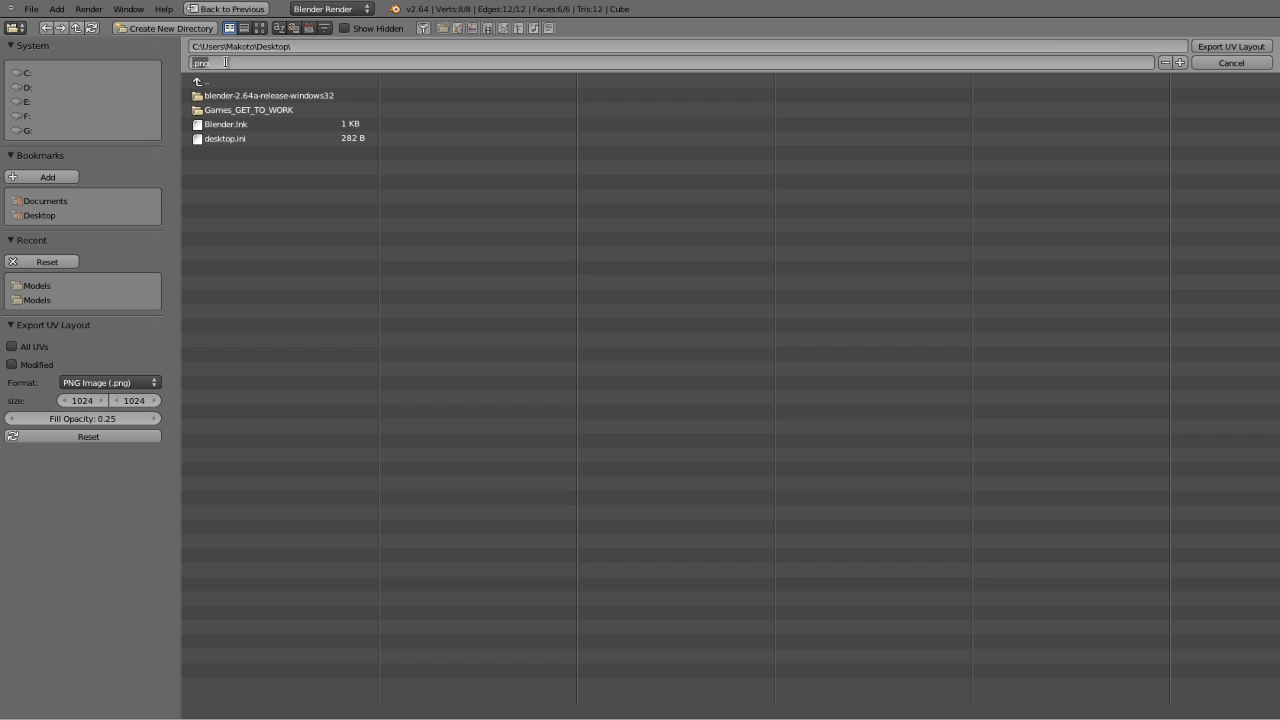 File Add Render Window Help Back to Previous Blender Render v2.64 | Verts:8/8 | Edges:12/12 | Faces:6/6 | Tris:12 | Cube
Create New Directory Show Hidden
System
C:
D:
E:
F:
G:
Bookmarks
Add
Documents
Desktop
Recent
Reset
Models
Models
Export UV Layout
All UVs
Modified
Format: PNG Image (.png)
size: 1024 1024
Fill Opacity: 0.25
Reset
C:\Users\Makoto\Desktop\ Export UV Layout
.png Cancel
..
blender-2.64a-release-windows32
Games_GET_TO_WORK
Blender.lnk 1 KB
desktop.ini 282 B